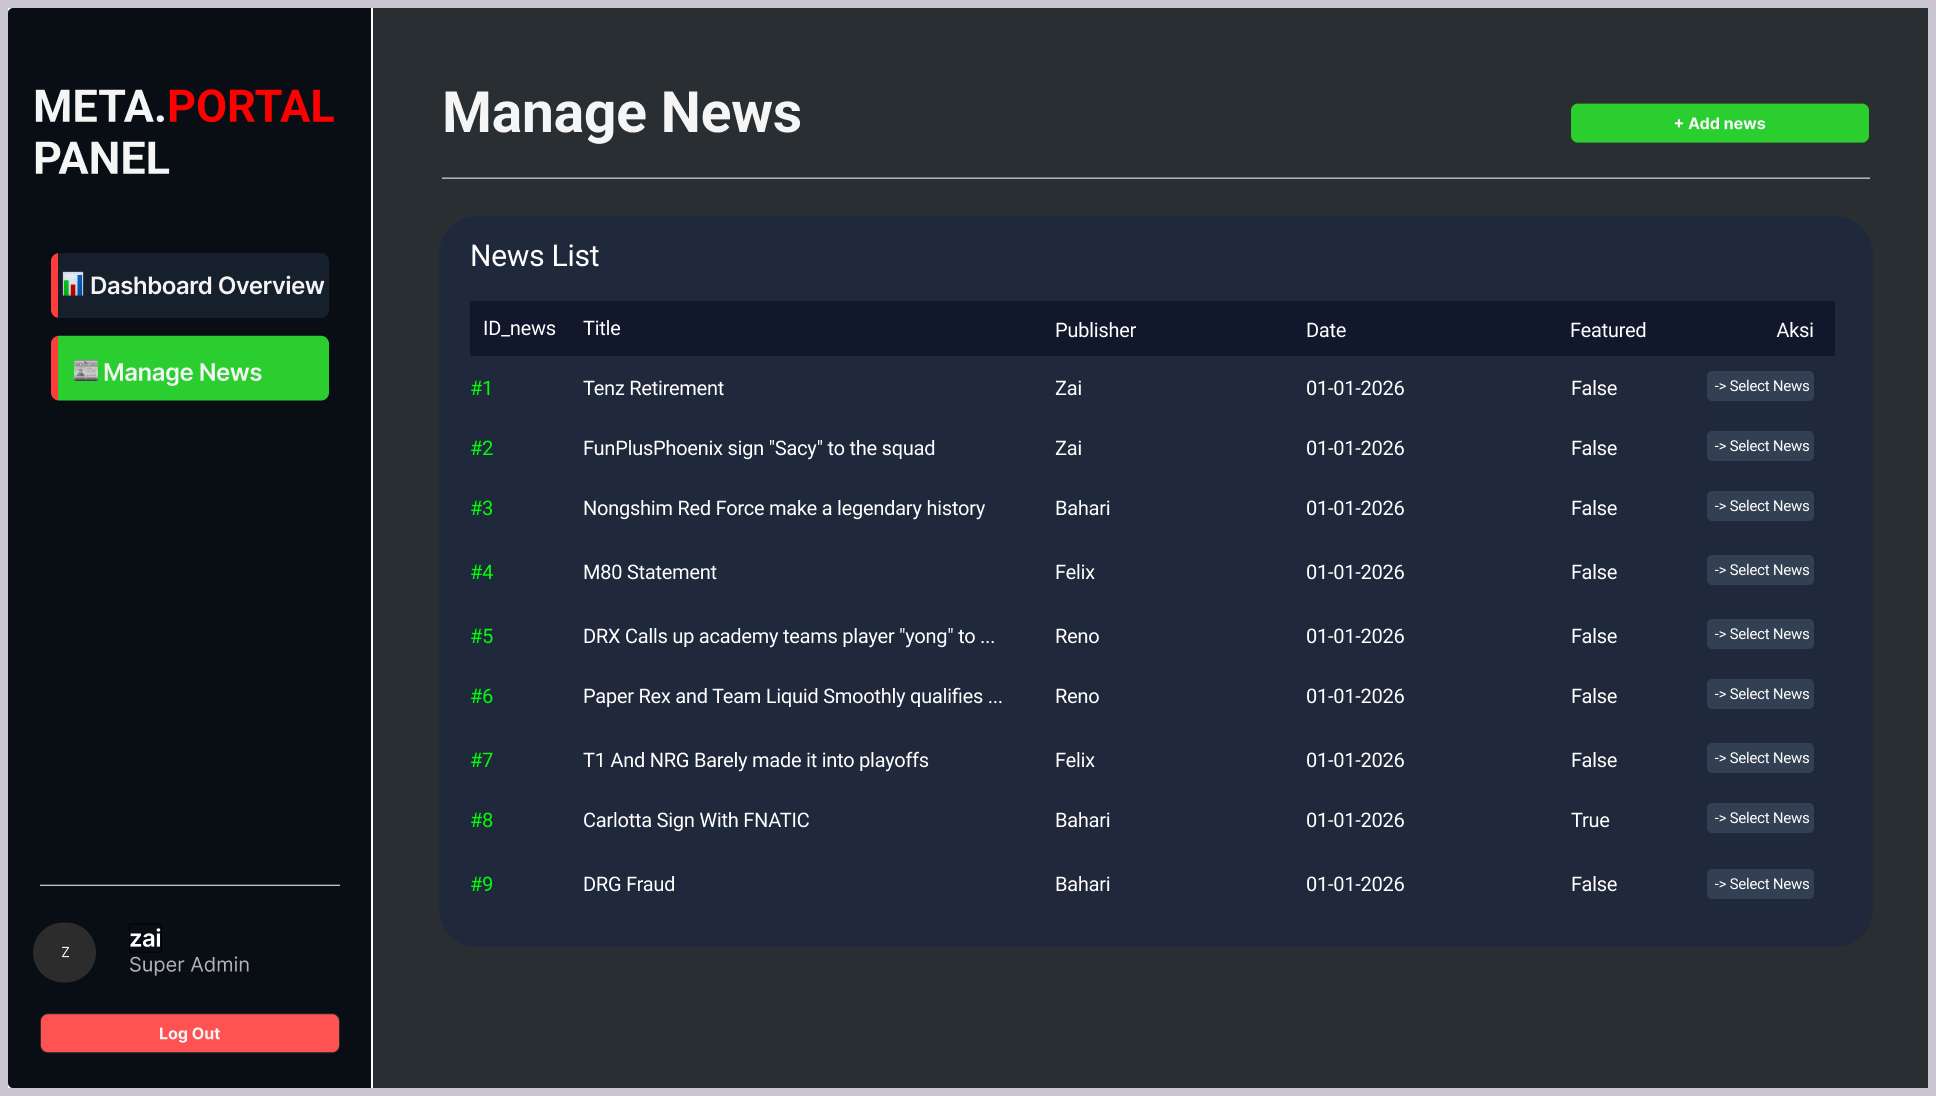 META.PORTAL
PANEL
Dashboard Overview
Manage News
zai
Super Admin
Z
Log Out
Manage News
+ Add news
News List
ID_news Title Publisher Date Featured Aksi
#1 Tenz Retirement Zai 01-01-2026 False -> Select News
#2 FunPlusPhoenix sign "Sacy" to the squad Zai 01-01-2026 False -> Select News
#3 Nongshim Red Force make a legendary history Bahari 01-01-2026 False -> Select News
#4 M80 Statement Felix 01-01-2026 False -> Select News
#5 DRX Calls up academy teams player "yong" to ... Reno 01-01-2026 False -> Select News
#6 Paper Rex and Team Liquid Smoothly qualifies ... Reno 01-01-2026 False -> Select News
#7 T1 And NRG Barely made it into playoffs Felix 01-01-2026 False -> Select News
#8 Carlotta Sign With FNATIC Bahari 01-01-2026 True -> Select News
#9 DRG Fraud Bahari 01-01-2026 False -> Select News